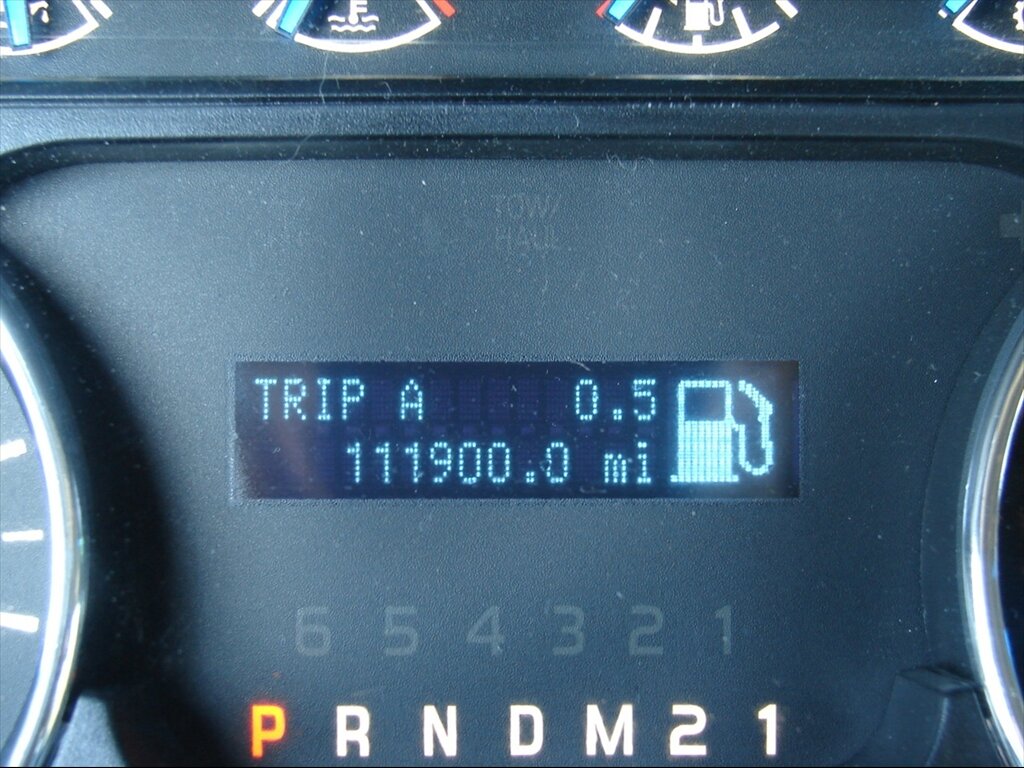 TOW/
HAUL
TRIP A 0.5
111900.0 mi
6 5 4 3 2 1
P R N D M 2 1